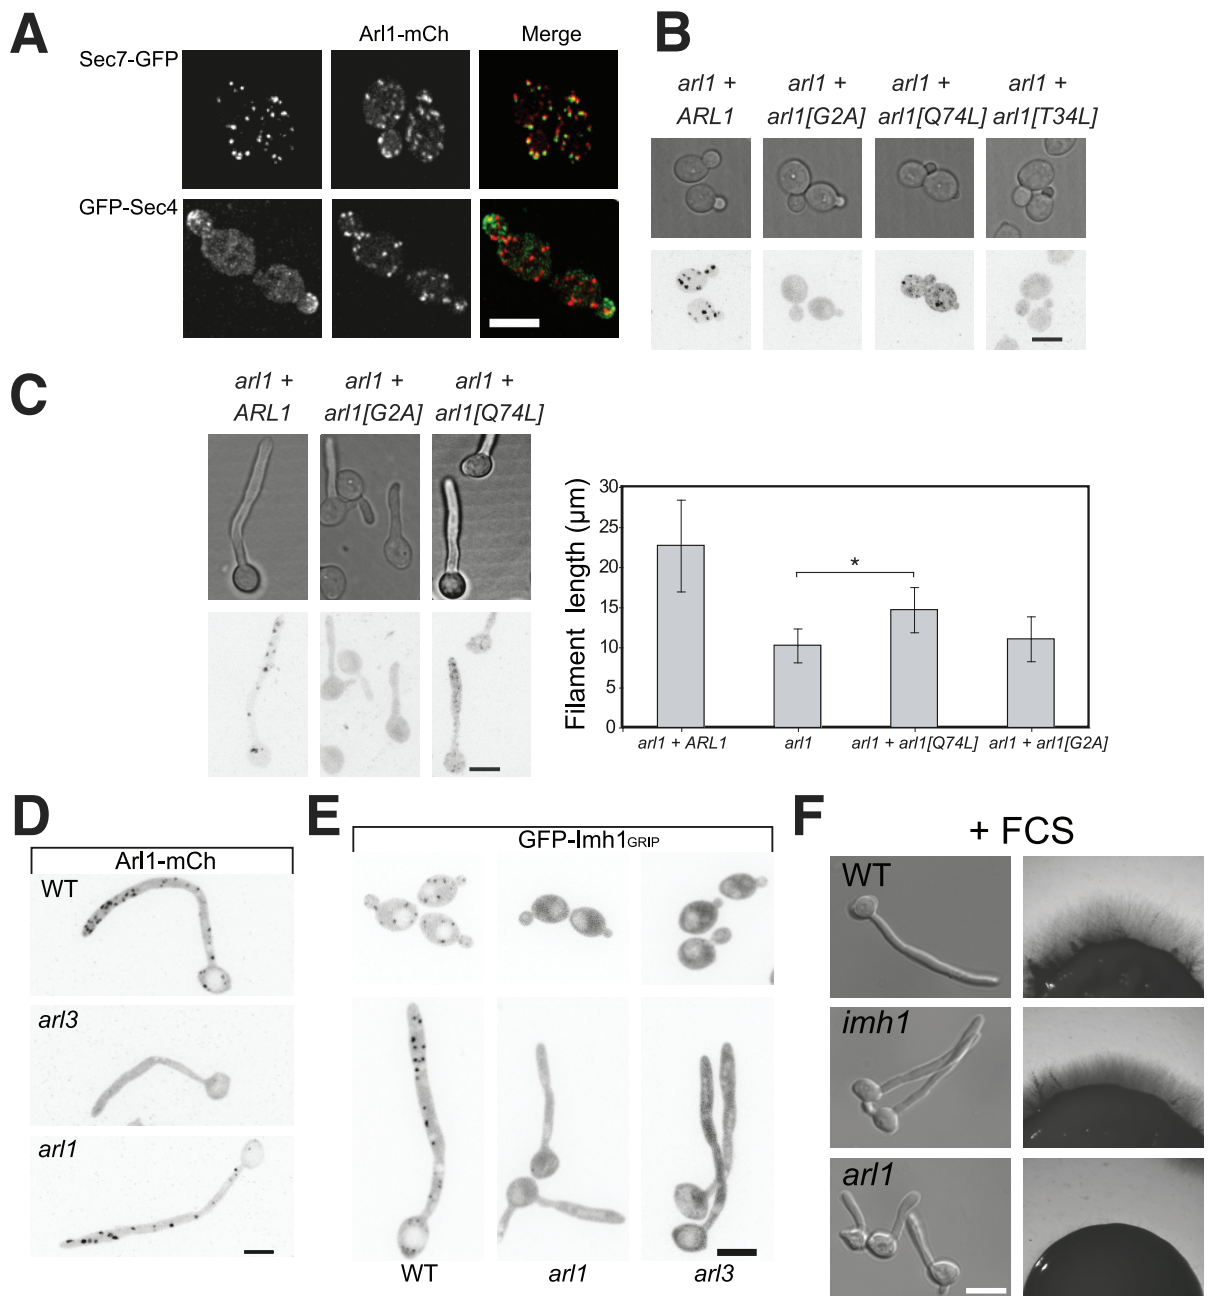 A
Arl1-mCh Merge
Sec7-GFP
GFP-Sec4
B
arl1 + arl1 + arl1 + arl1 +
ARL1 arl1[G2A] arl1[Q74L] arl1[T34L]
C
arl1 + arl1 + arl1 +
ARL1 arl1[G2A] arl1[Q74L]
Filament length (μm)
30
25
20
15
10
5
0
*
arl1 + ARL1 arl1 arl1 + arl1[Q74L] arl1 + arl1[G2A]
D
Arl1-mCh
WT
arl3
arl1
E
GFP-Imh1GRIP
WT arl1 arl3
F
+ FCS
WT
imh1
arl1